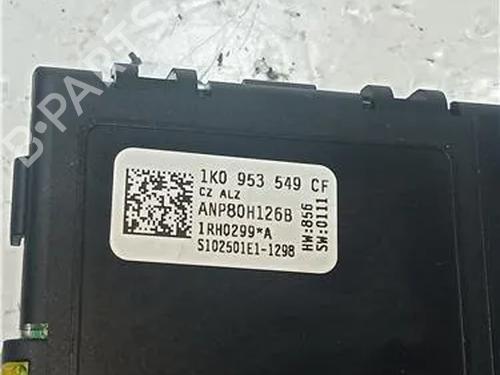 B-PARTS
1K0 953 549 CF
CZ ALZ
ANP80H126B
1RH0299*A
S102501E1-1298
HW:856
SW:0111